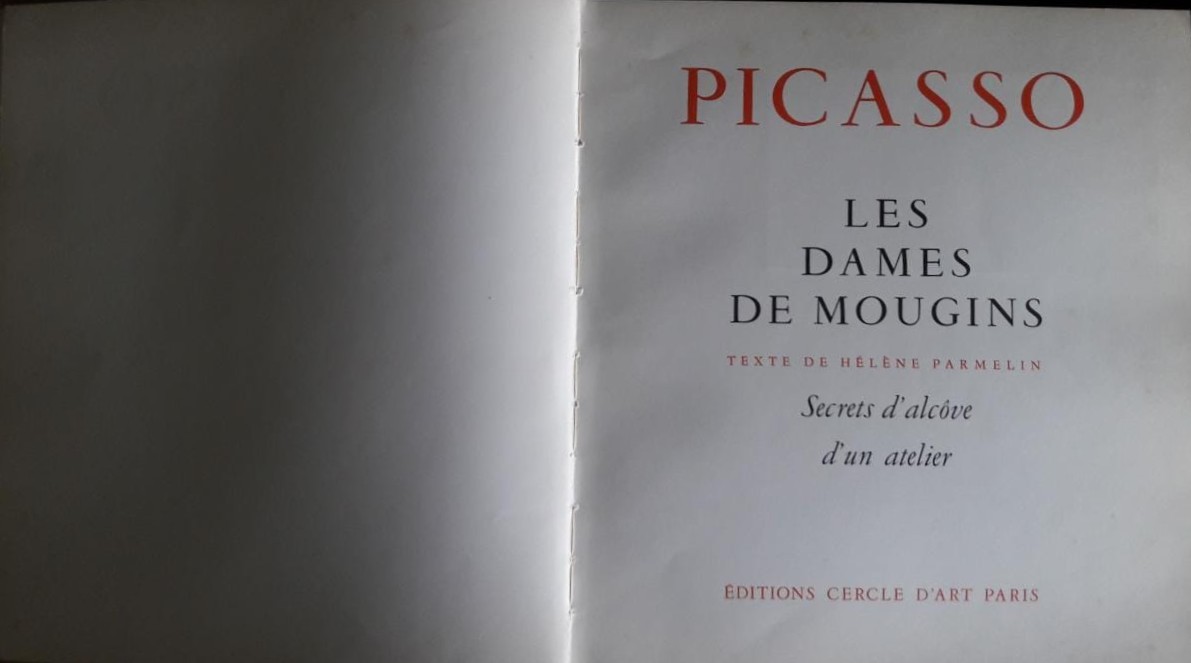 PICASSO
LES
DAMES
DE MOUGINS
TEXTE DE HÉLÈNE PARMELIN
Secrets d'alcôve
d'un atelier
ÉDITIONS CERCLE D'ART PARIS